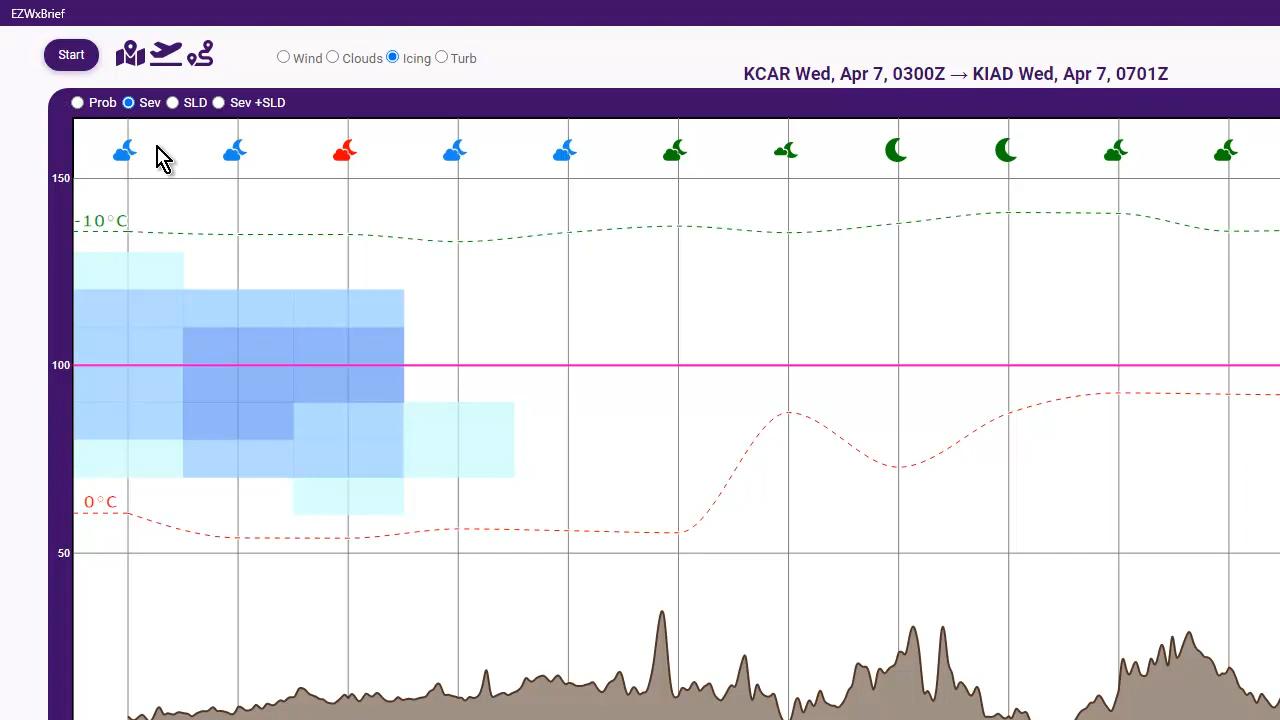 EZWxBrief
Start
Wind Clouds Icing Turb
KCAR Wed, Apr 7, 0300Z → KIAD Wed, Apr 7, 0701Z
Prob Sev SLD Sev +SLD
150
-10°C
100
0°C
50